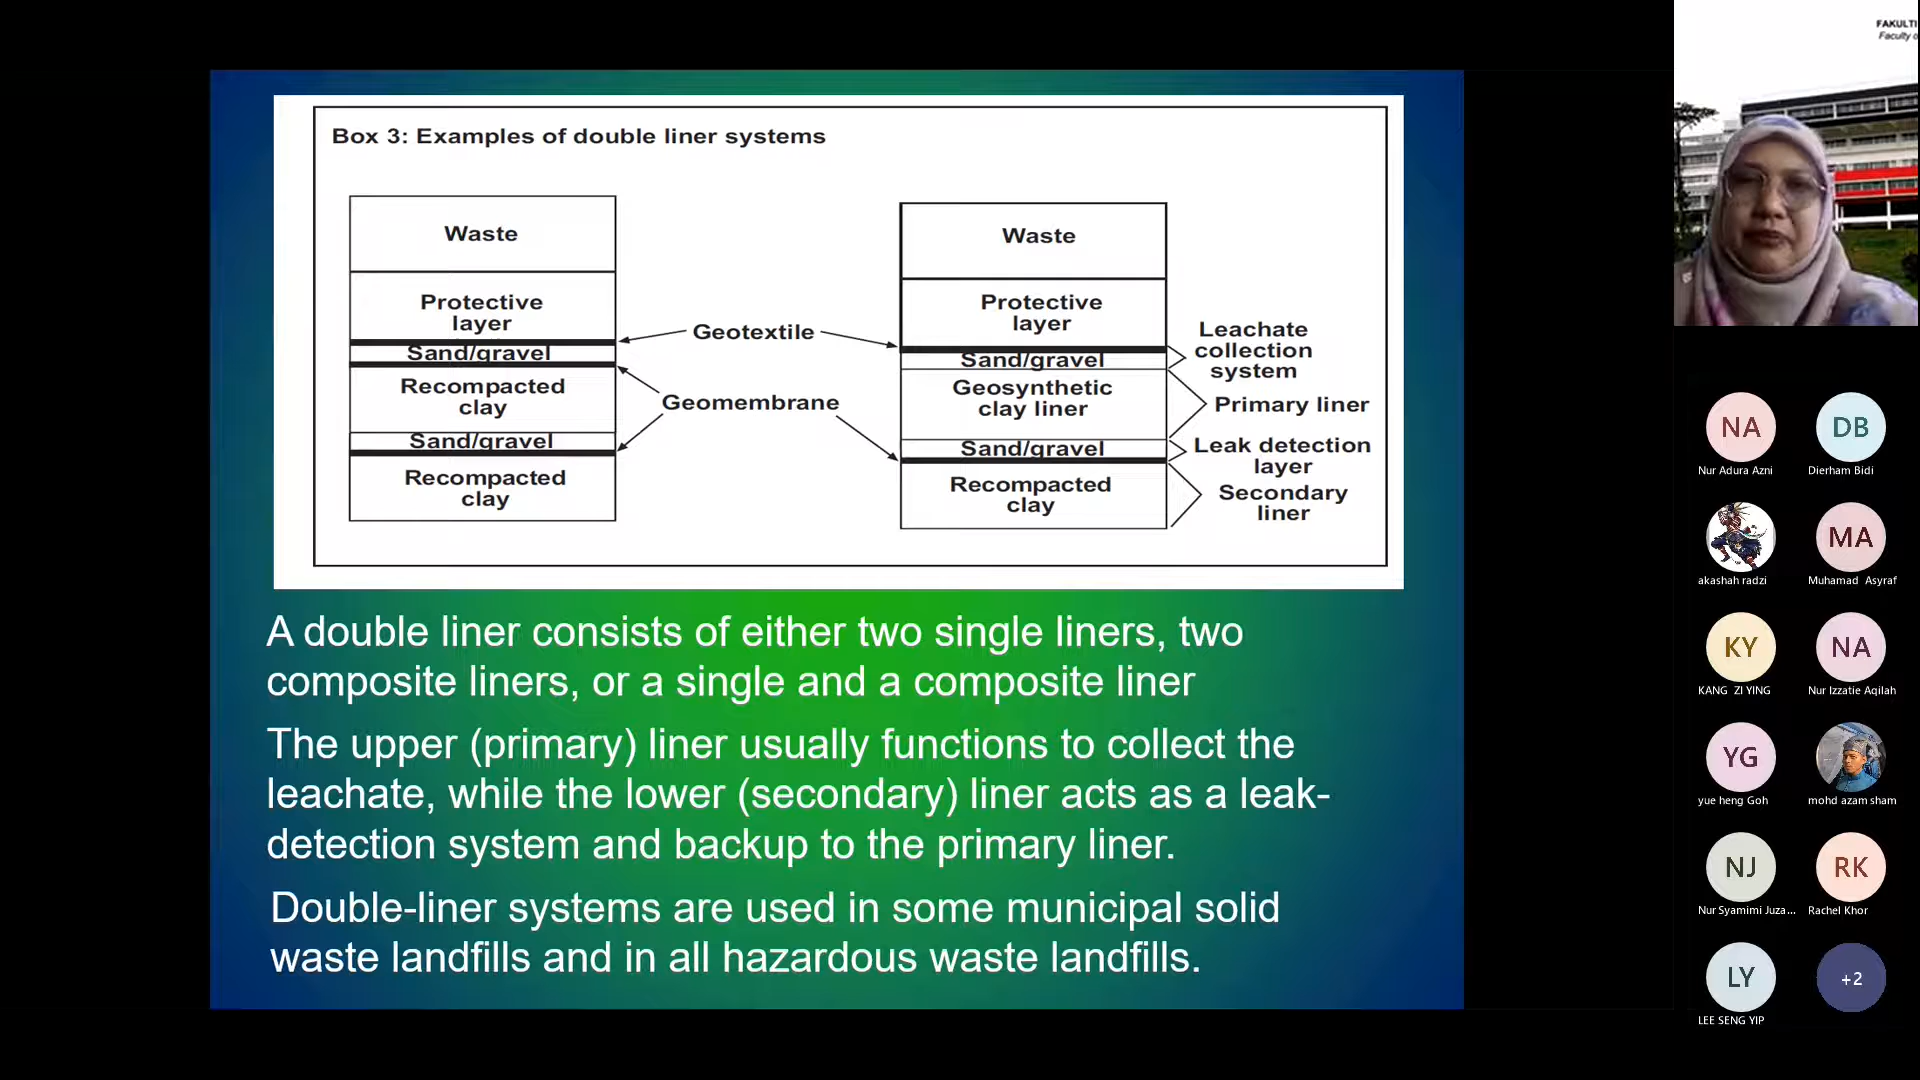 FAKULTI
Faculty o
Box 3: Examples of double liner systems
Waste
Protective
layer
Sand/gravel
Recompacted
clay
Sand/gravel
Recompacted
clay
Geotextile
Geomembrane
Waste
Protective
layer
Sand/gravel
Geosynthetic
clay liner
Sand/gravel
Recompacted
clay
Leachate
collection
system
Primary liner
Leak detection
layer
Secondary
liner
A double liner consists of either two single liners, two
composite liners, or a single and a composite liner
The upper (primary) liner usually functions to collect the
leachate, while the lower (secondary) liner acts as a leak-
detection system and backup to the primary liner.
Double-liner systems are used in some municipal solid
waste landfills and in all hazardous waste landfills.
NA
Nur Adura Azni
DB
Dierham Bidi
akashah radzi
MA
Muhamad Asyraf
KY
KANG ZI YING
NA
Nur Izzatie Aqilah
YG
yue heng Goh
mohd azam sham
NJ
Nur Syamimi Juza...
RK
Rachel Khor
LY
LEE SENG YIP
+2